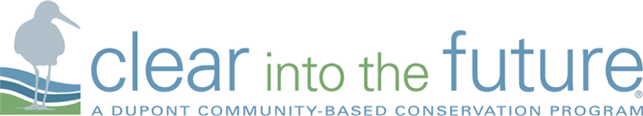 clear into the future®
A DUPONT COMMUNITY-BASED CONSERVATION PROGRAM